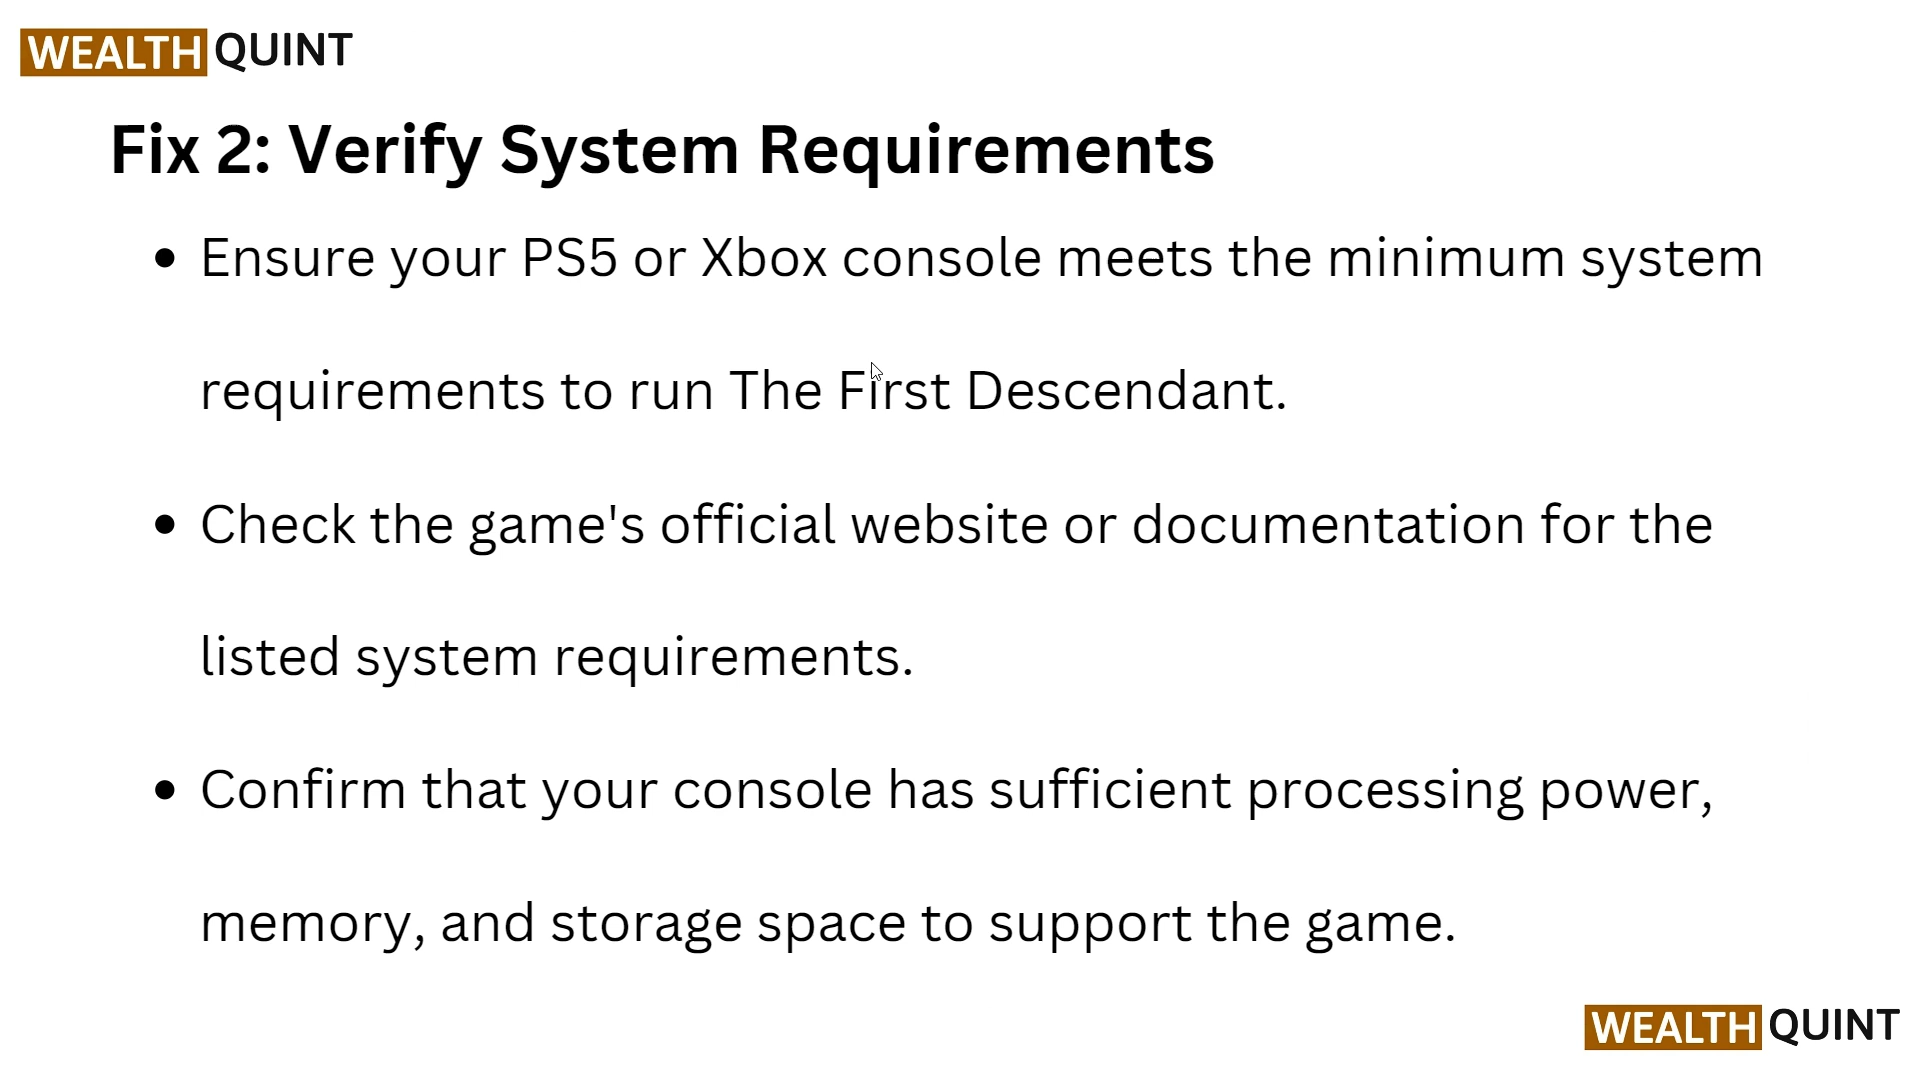 WEALTH QUINT
Fix 2: Verify System Requirements
• Ensure your PS5 or Xbox console meets the minimum system
requirements to run The First Descendant.
• Check the game's official website or documentation for the
listed system requirements.
• Confirm that your console has sufficient processing power,
memory, and storage space to support the game.
WEALTH QUINT